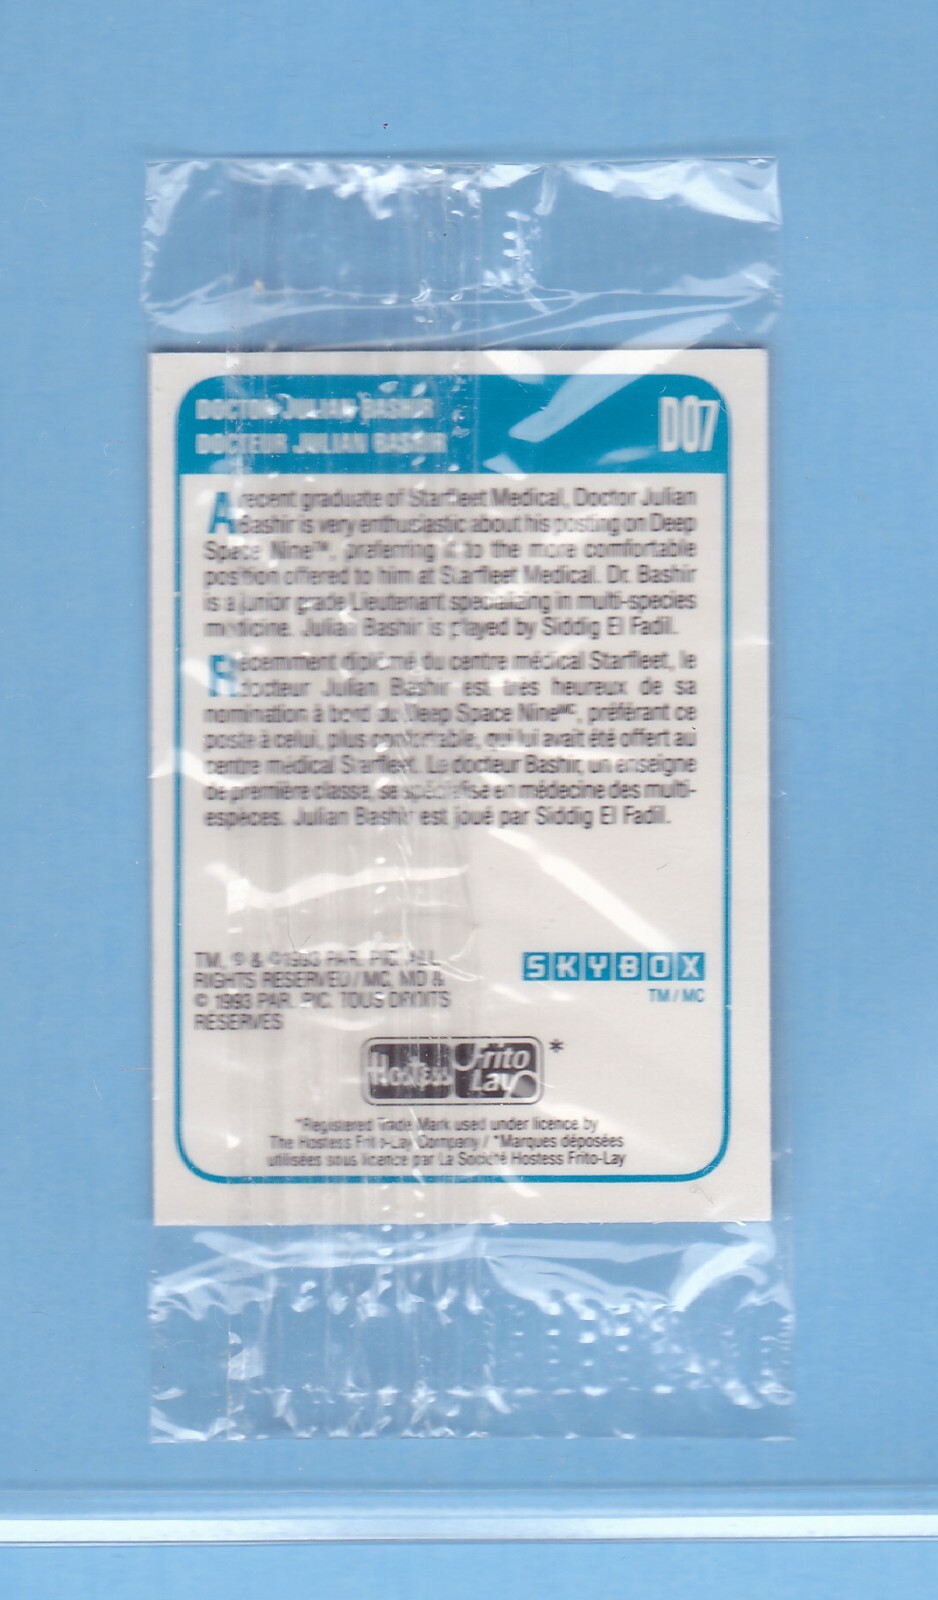 DOCTOR JULIAN BASHIR
DOCTEUR JULIAN BASHIR
D07
A recent graduate of Starfleet Medical, Doctor Julian
Bashir is very enthusiastic about his posting on Deep
Space Nine™, preferring it to the more comfortable
position offered to him at Starfleet Medical. Dr. Bashir
is a junior grade Lieutenant specializing in multi-species
medicine. Julian Bashir is played by Siddig El Fadil.
Récemment diplômé du centre médical Starfleet, le
docteur Julian Bashir est très heureux de sa
nomination à bord du Deep Space Nineᴹᶜ, préférant ce
poste à celui, plus confortable, qui lui avait été offert au
centre médical Starfleet. Le docteur Bashir, un enseigne
de première classe, se spécialise en médecine des multi-
espèces. Julian Bashir est joué par Siddig El Fadil.
TM, ® & ©1993 PAR. PIC. ALL
RIGHTS RESERVED/MC, MD &
© 1993 PAR. PIC. TOUS DROITS
RÉSERVÉS
SKYBOX
TM/MC
Hostess Frito Lay *
*Registered Trade Mark used under licence by
The Hostess Frito-Lay Company / *Marques déposées
utilisées sous licence par La Société Hostess Frito-Lay